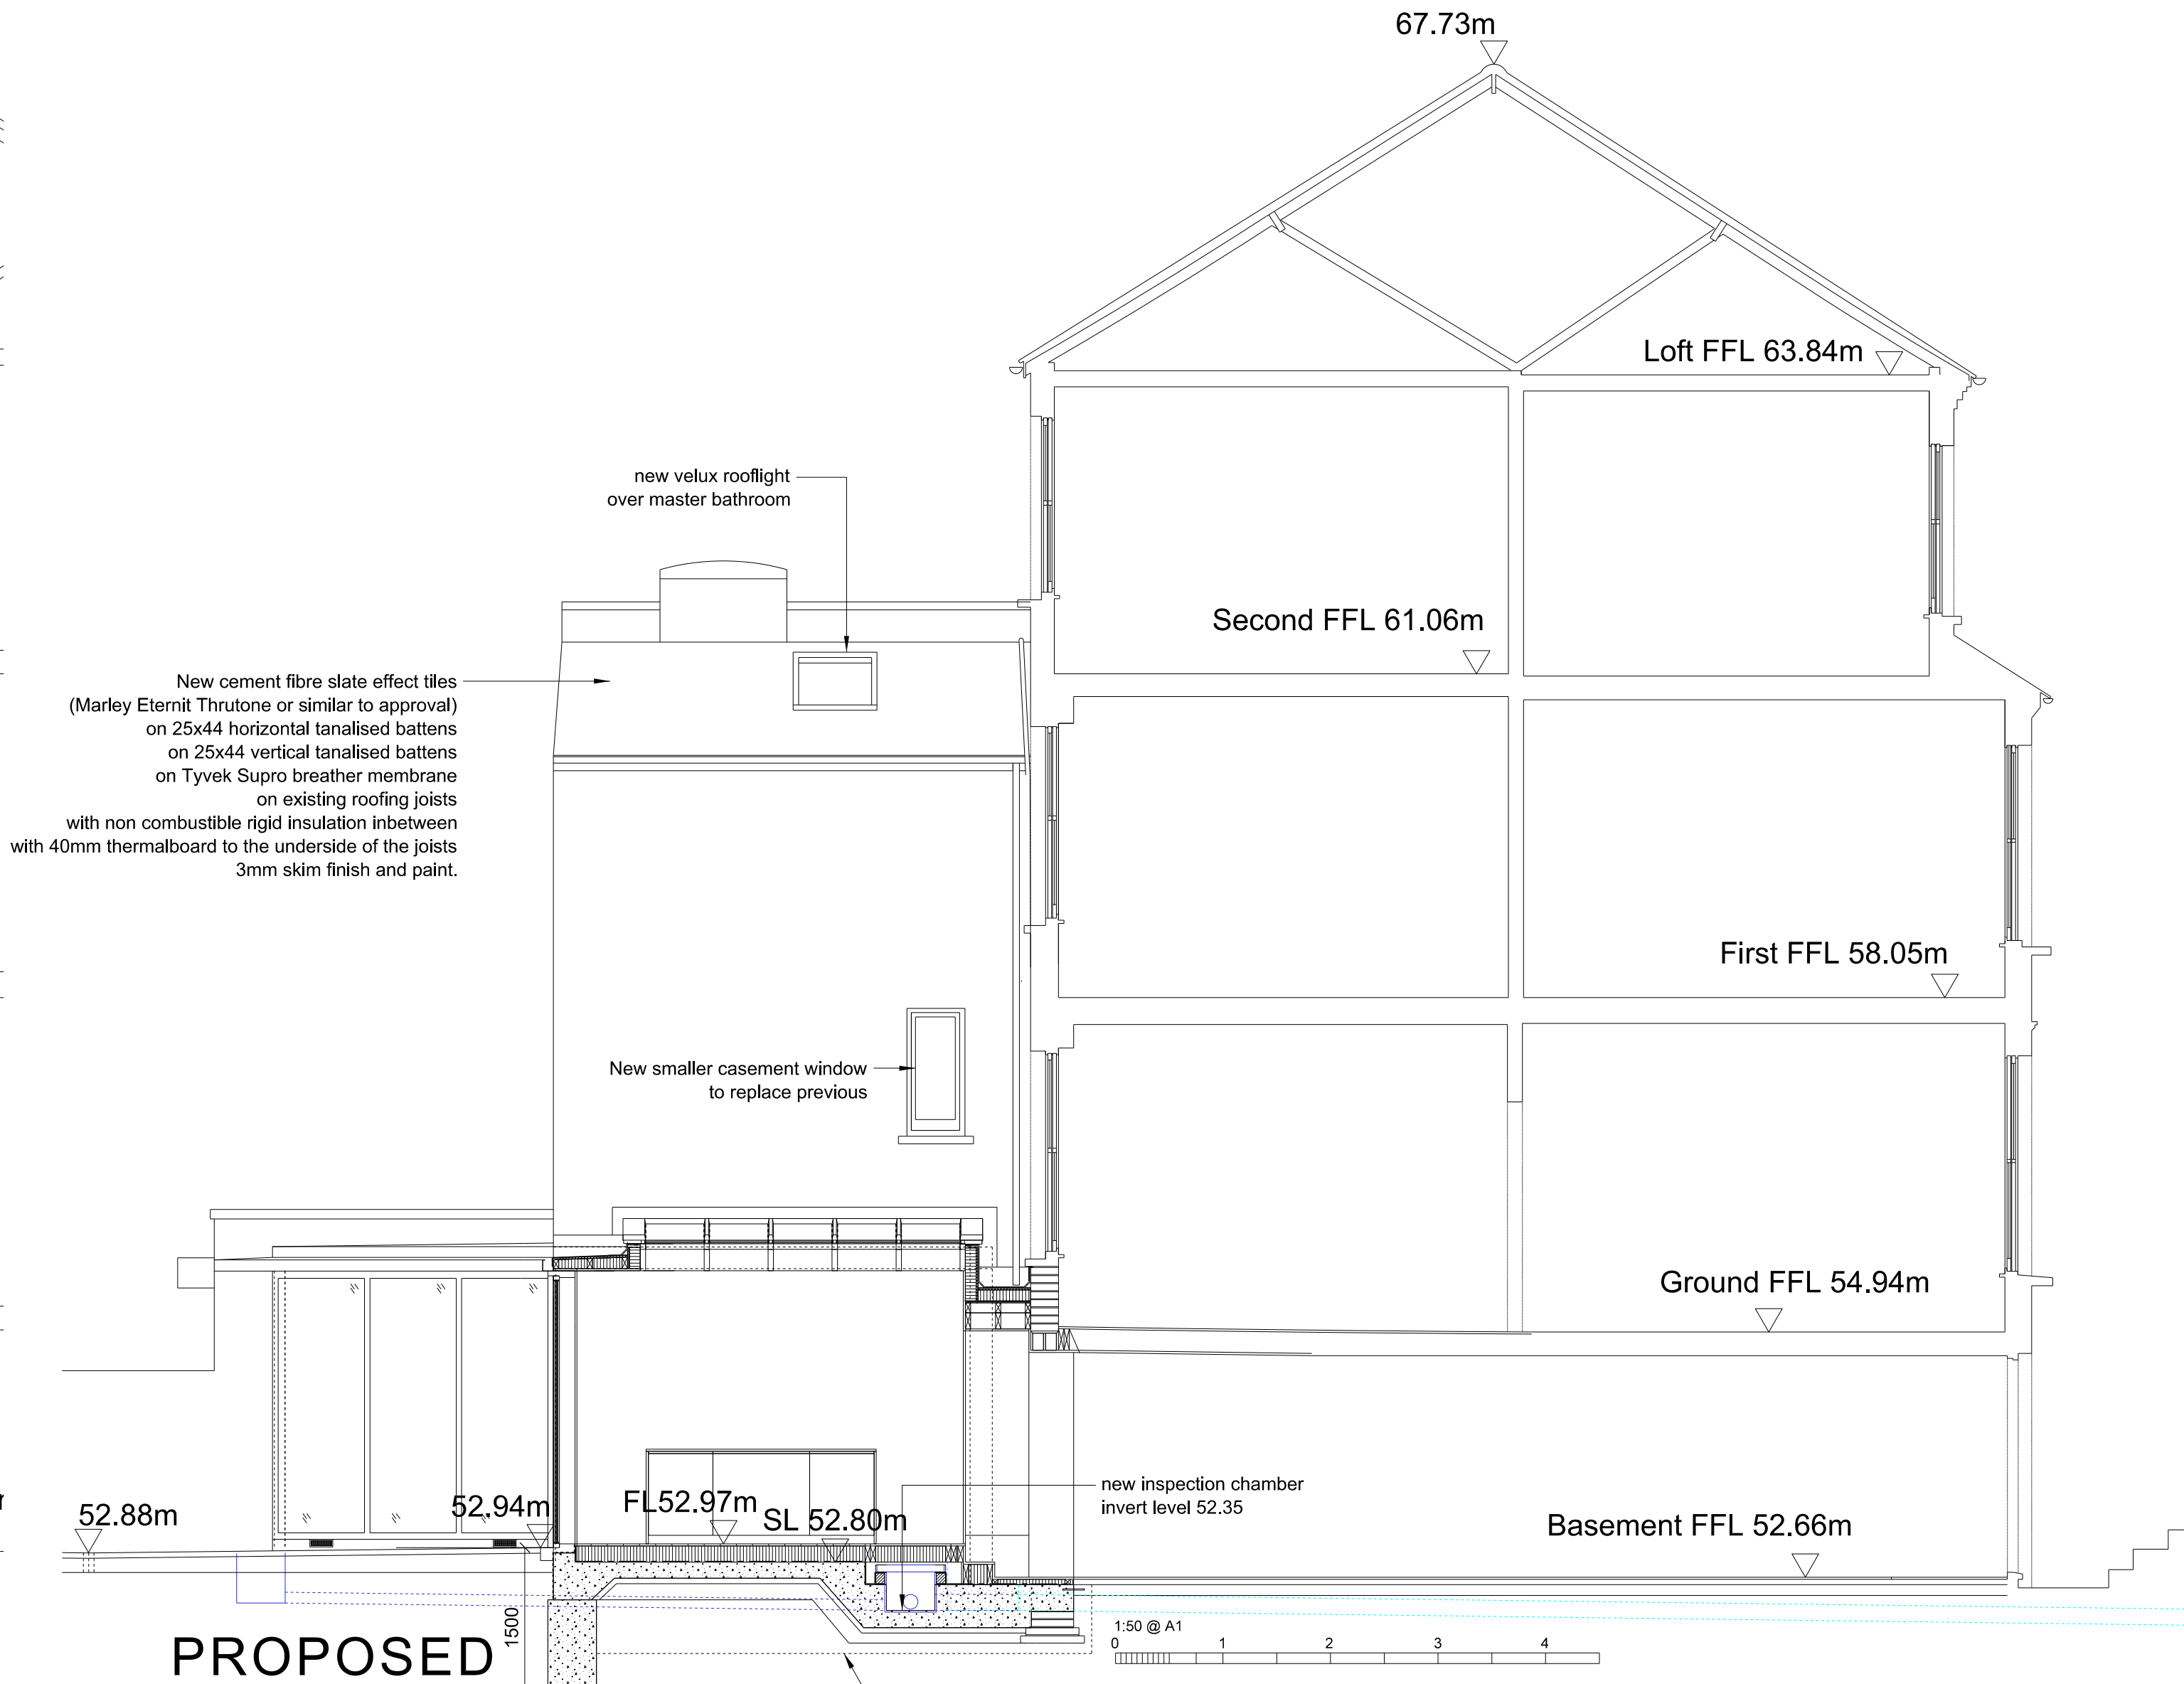 67.73m
Loft FFL 63.84m
new velux rooflight
over master bathroom
Second FFL 61.06m
New cement fibre slate effect tiles
(Marley Eternit Thrutone or similar to approval)
on 25x44 horizontal tanalised battens
on 25x44 vertical tanalised battens
on Tyvek Supro breather membrane
on existing roofing joists
with non combustible rigid insulation inbetween
with 40mm thermalboard to the underside of the joists
3mm skim finish and paint.
First FFL 58.05m
New smaller casement window
to replace previous
Ground FFL 54.94m
52.88m
52.94m
FL52.97m
SL 52.80m
new inspection chamber
invert level 52.35
Basement FFL 52.66m
PROPOSED
1500
1:50 @ A1
0 1 2 3 4